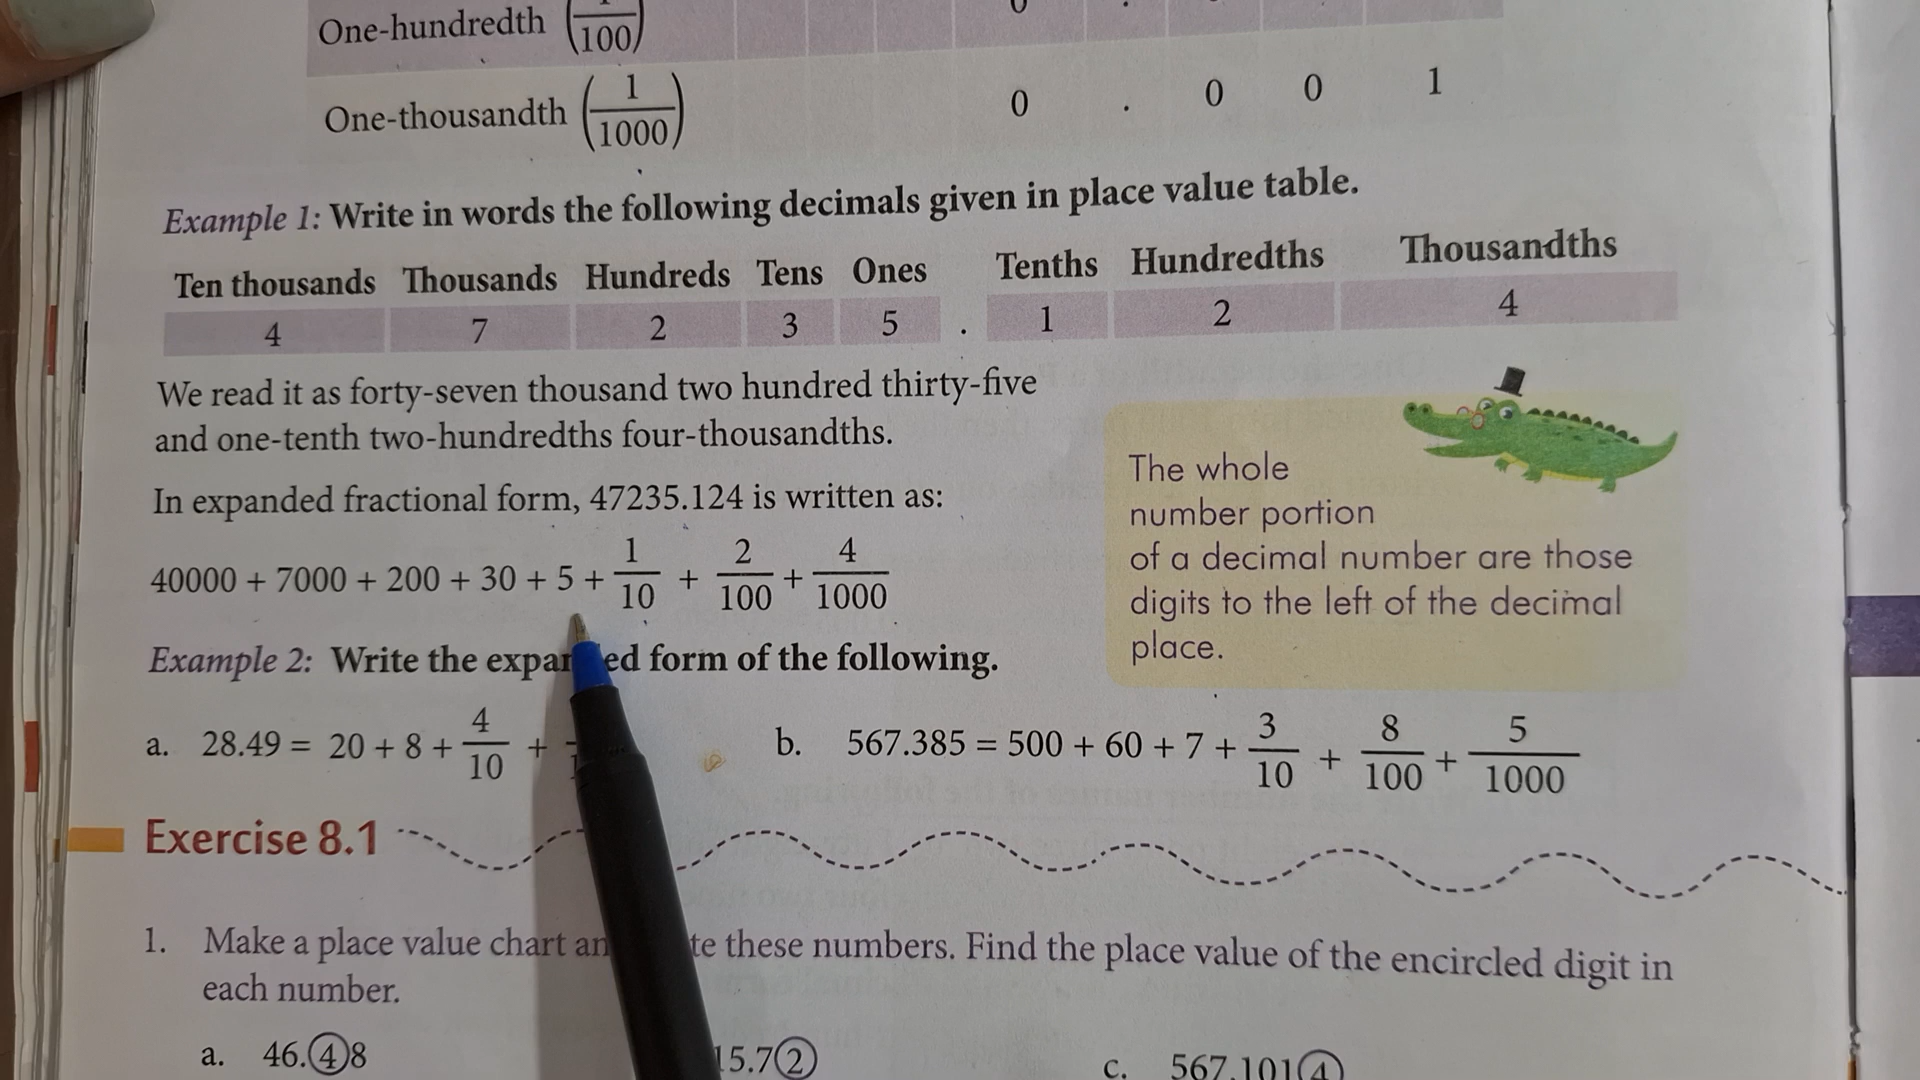 One-hundredth (1/100) 0 .
One-thousandth (1/1000) 0 . 0 0 1
Example 1: Write in words the following decimals given in place value table.
Ten thousands Thousands Hundreds Tens Ones . Tenths Hundredths Thousandths
4 7 2 3 5 . 1 2 4
We read it as forty-seven thousand two hundred thirty-five
and one-tenth two-hundredths four-thousandths.
In expanded fractional form, 47235.124 is written as:
40000 + 7000 + 200 + 30 + 5 + 1/10 + 2/100 + 4/1000
The whole
number portion
of a decimal number are those
digits to the left of the decimal
place.
Example 2: Write the expanded form of the following.
a. 28.49 = 20 + 8 + 4/10 +
b. 567.385 = 500 + 60 + 7 + 3/10 + 8/100 + 5/1000
Exercise 8.1
1. Make a place value chart an te these numbers. Find the place value of the encircled digit in
each number.
a. 46.④8 15.7② c. 567.101④